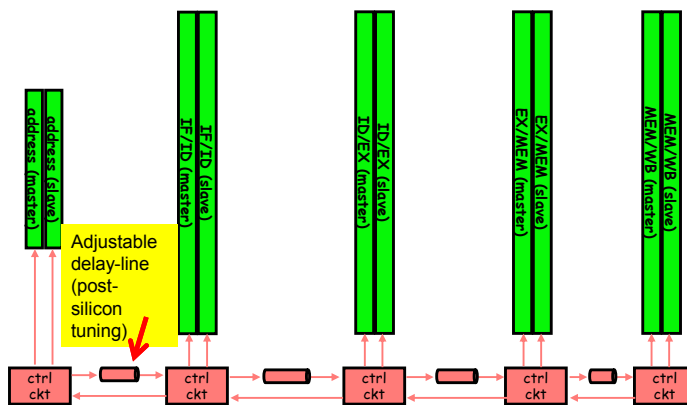 address (master)
address (slave)
IF/ID (master)
IF/ID (slave)
ID/EX (master)
ID/EX (slave)
EX/MEM (master)
EX/MEM (slave)
MEM/WB (master)
MEM/WB (slave)
Adjustable
delay-line
(post-
silicon
tuning)
ctrl
ckt
ctrl
ckt
ctrl
ckt
ctrl
ckt
ctrl
ckt